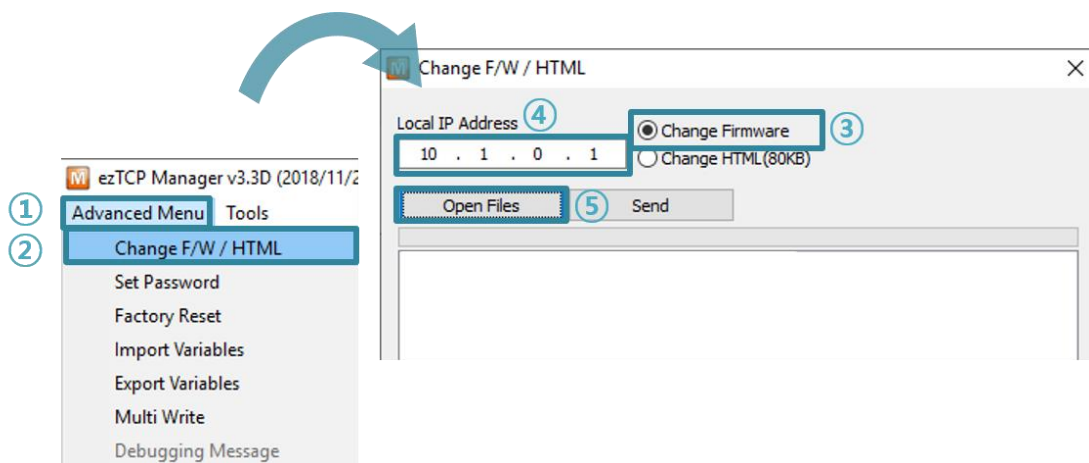 Change F/W / HTML
Local IP Address ④
Change Firmware ③
10 . 1 . 0 . 1
Change HTML(80KB)
Open Files ⑤ Send
ezTCP Manager v3.3D (2018/11/2
① Advanced Menu Tools
② Change F/W / HTML
Set Password
Factory Reset
Import Variables
Export Variables
Multi Write
Debugging Message